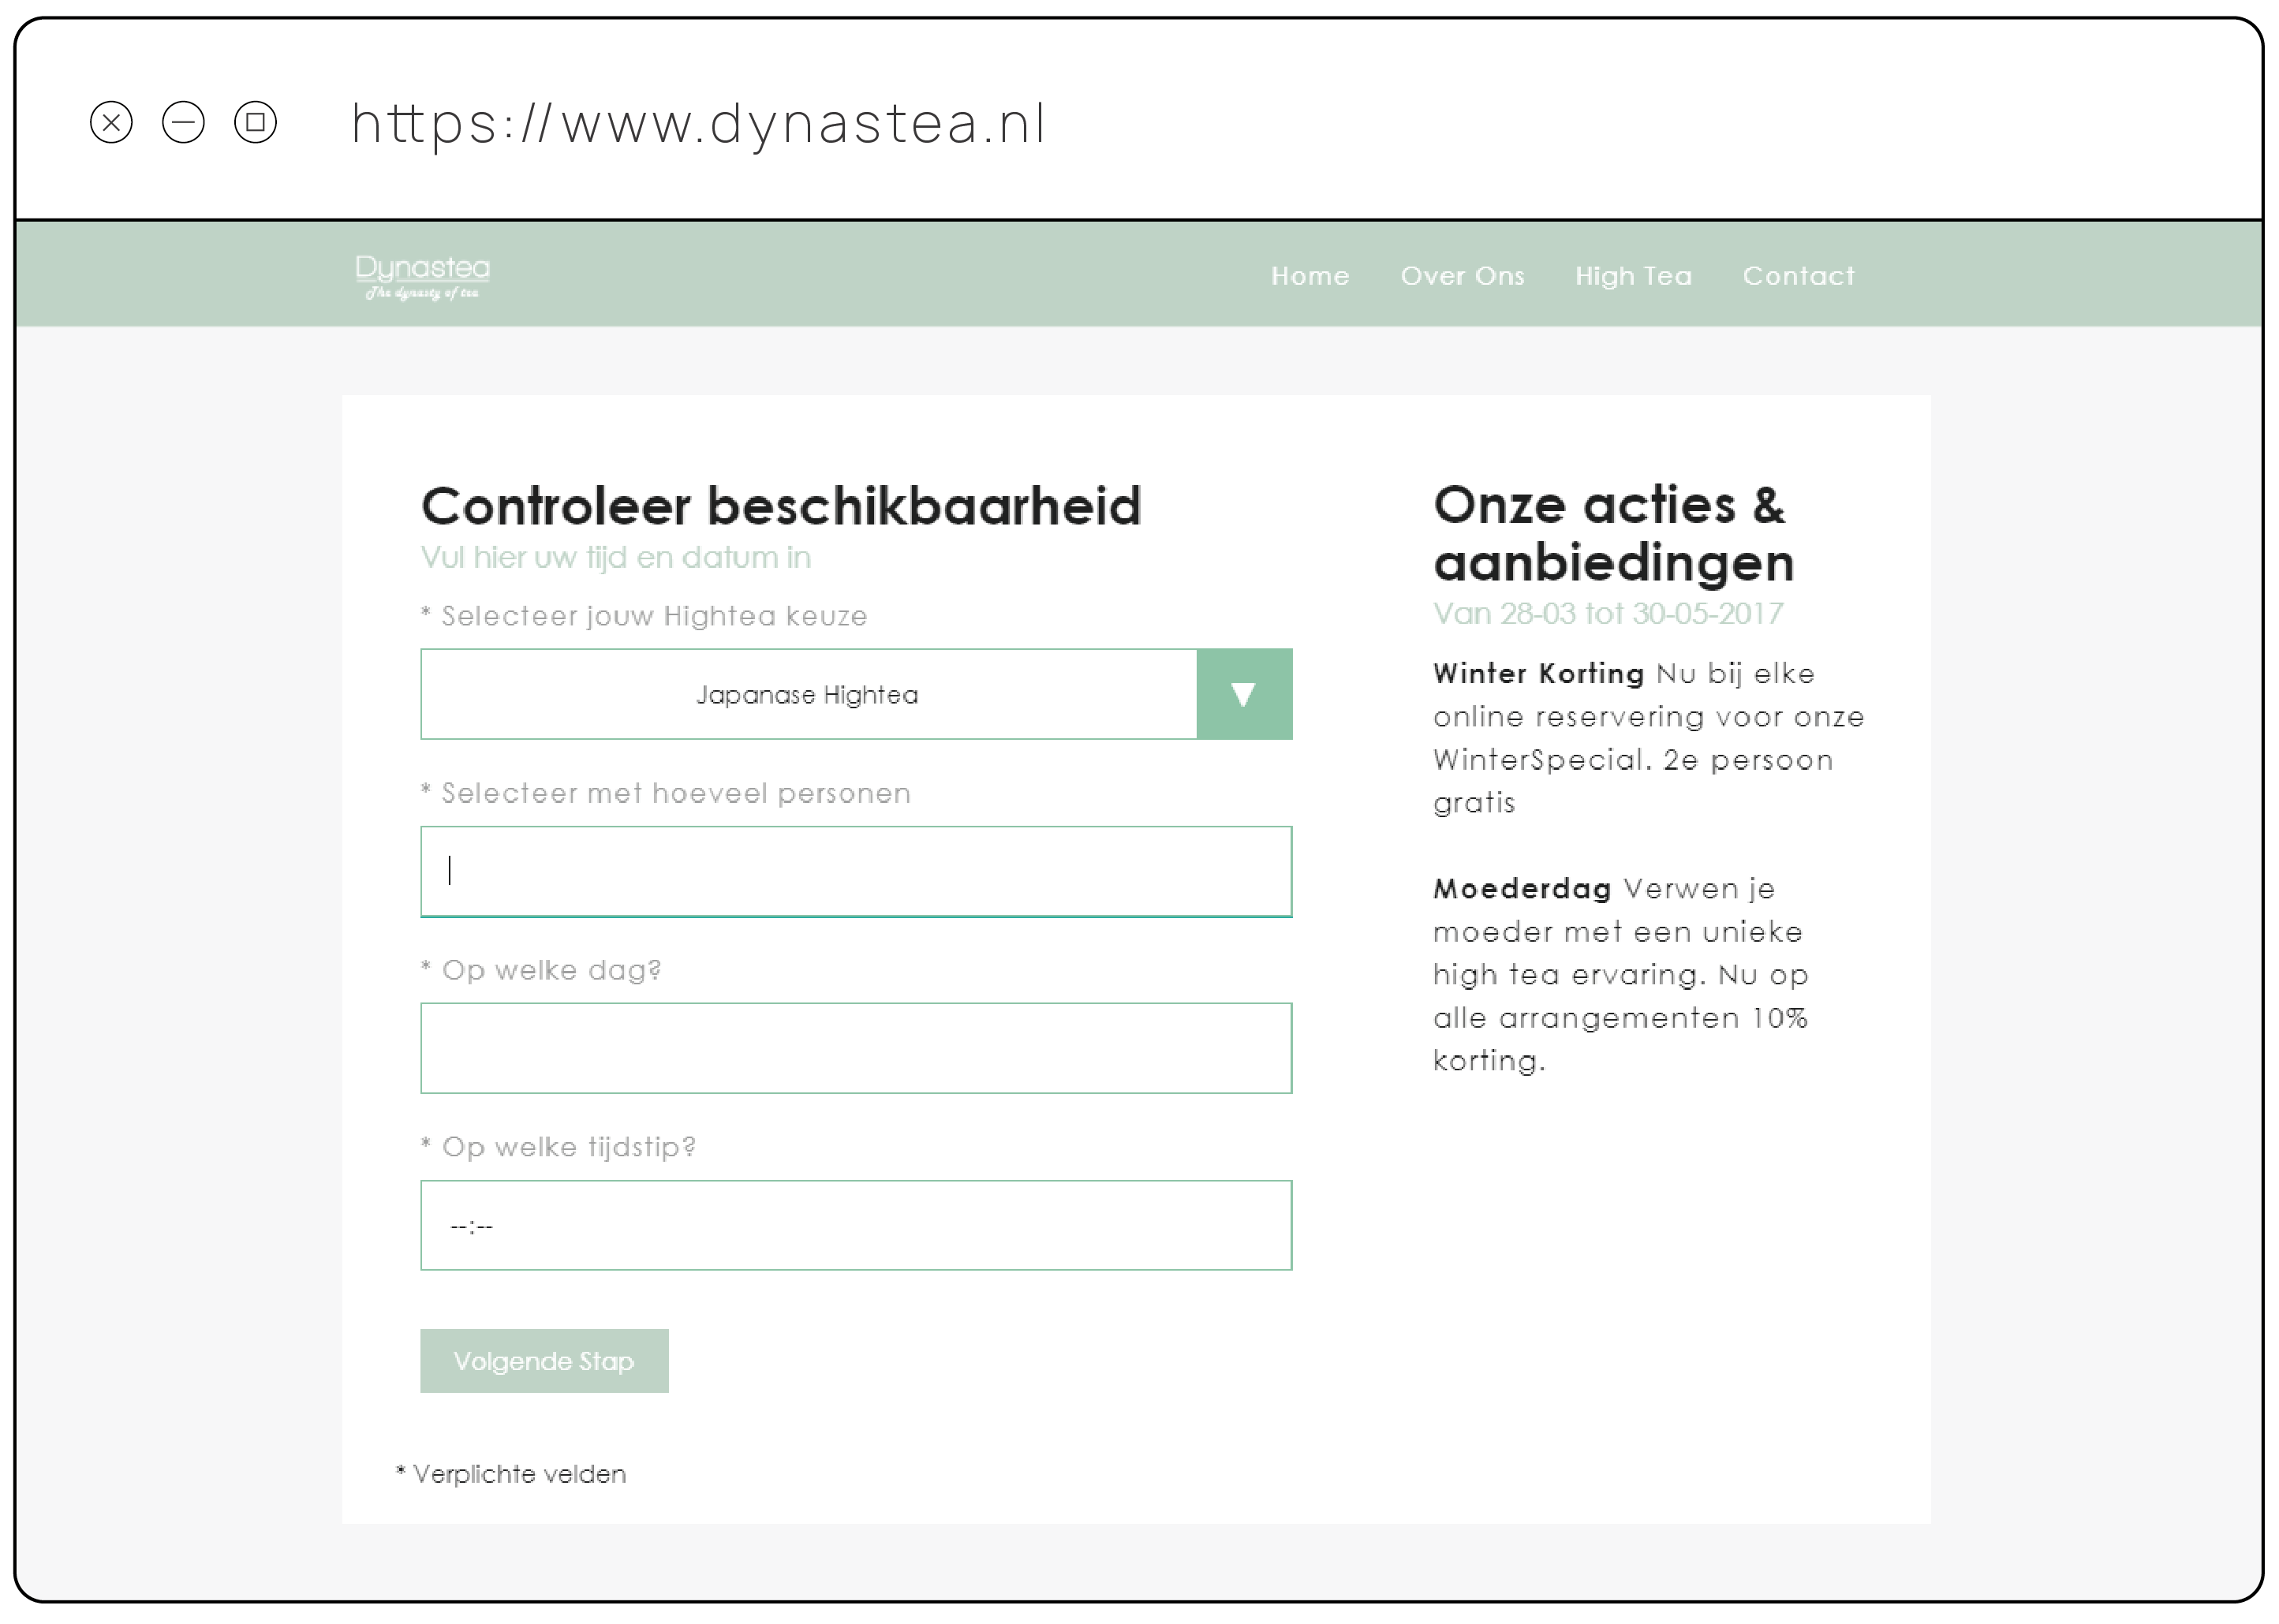 https://www.dynastea.nl
Dynastea
The dynasty of tea
Home Over Ons High Tea Contact
Controleer beschikbaarheid
Vul hier uw tijd en datum in
* Selecteer jouw Hightea keuze
Japanase Hightea
* Selecteer met hoeveel personen
* Op welke dag?
* Op welke tijdstip?
--:--
Volgende Stap
* Verplichte velden
Onze acties &
aanbiedingen
Van 28-03 tot 30-05-2017
Winter Korting Nu bij elke
online reservering voor onze
WinterSpecial. 2e persoon
gratis
Moederdag Verwen je
moeder met een unieke
high tea ervaring. Nu op
alle arrangementen 10%
korting.